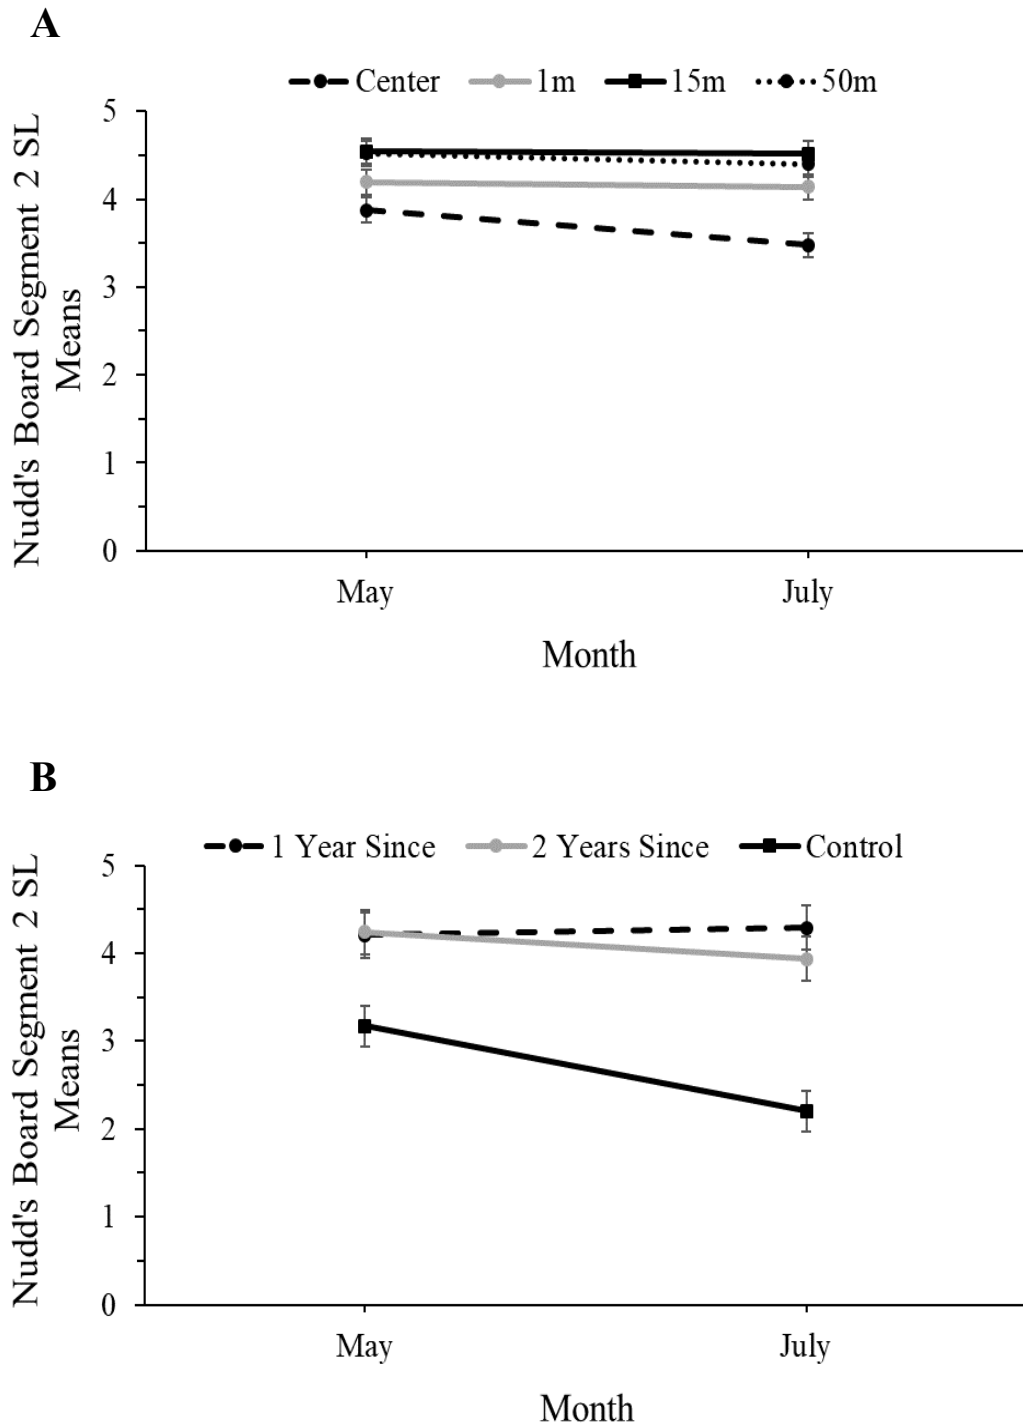 A
Center 1m 15m 50m
Nudd's Board Segment 2 SL
Means
5
4
3
2
1
0
May July
Month
B
1 Year Since 2 Years Since Control
Nudd's Board Segment 2 SL
Means
5
4
3
2
1
0
May July
Month